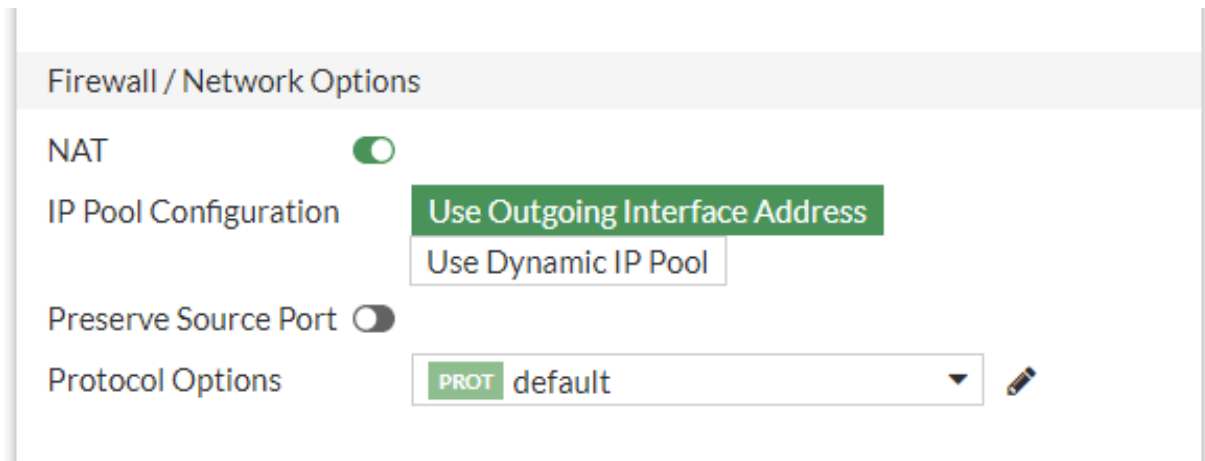 Firewall / Network Options
NAT
IP Pool Configuration Use Outgoing Interface Address
Use Dynamic IP Pool
Preserve Source Port
Protocol Options PROT default